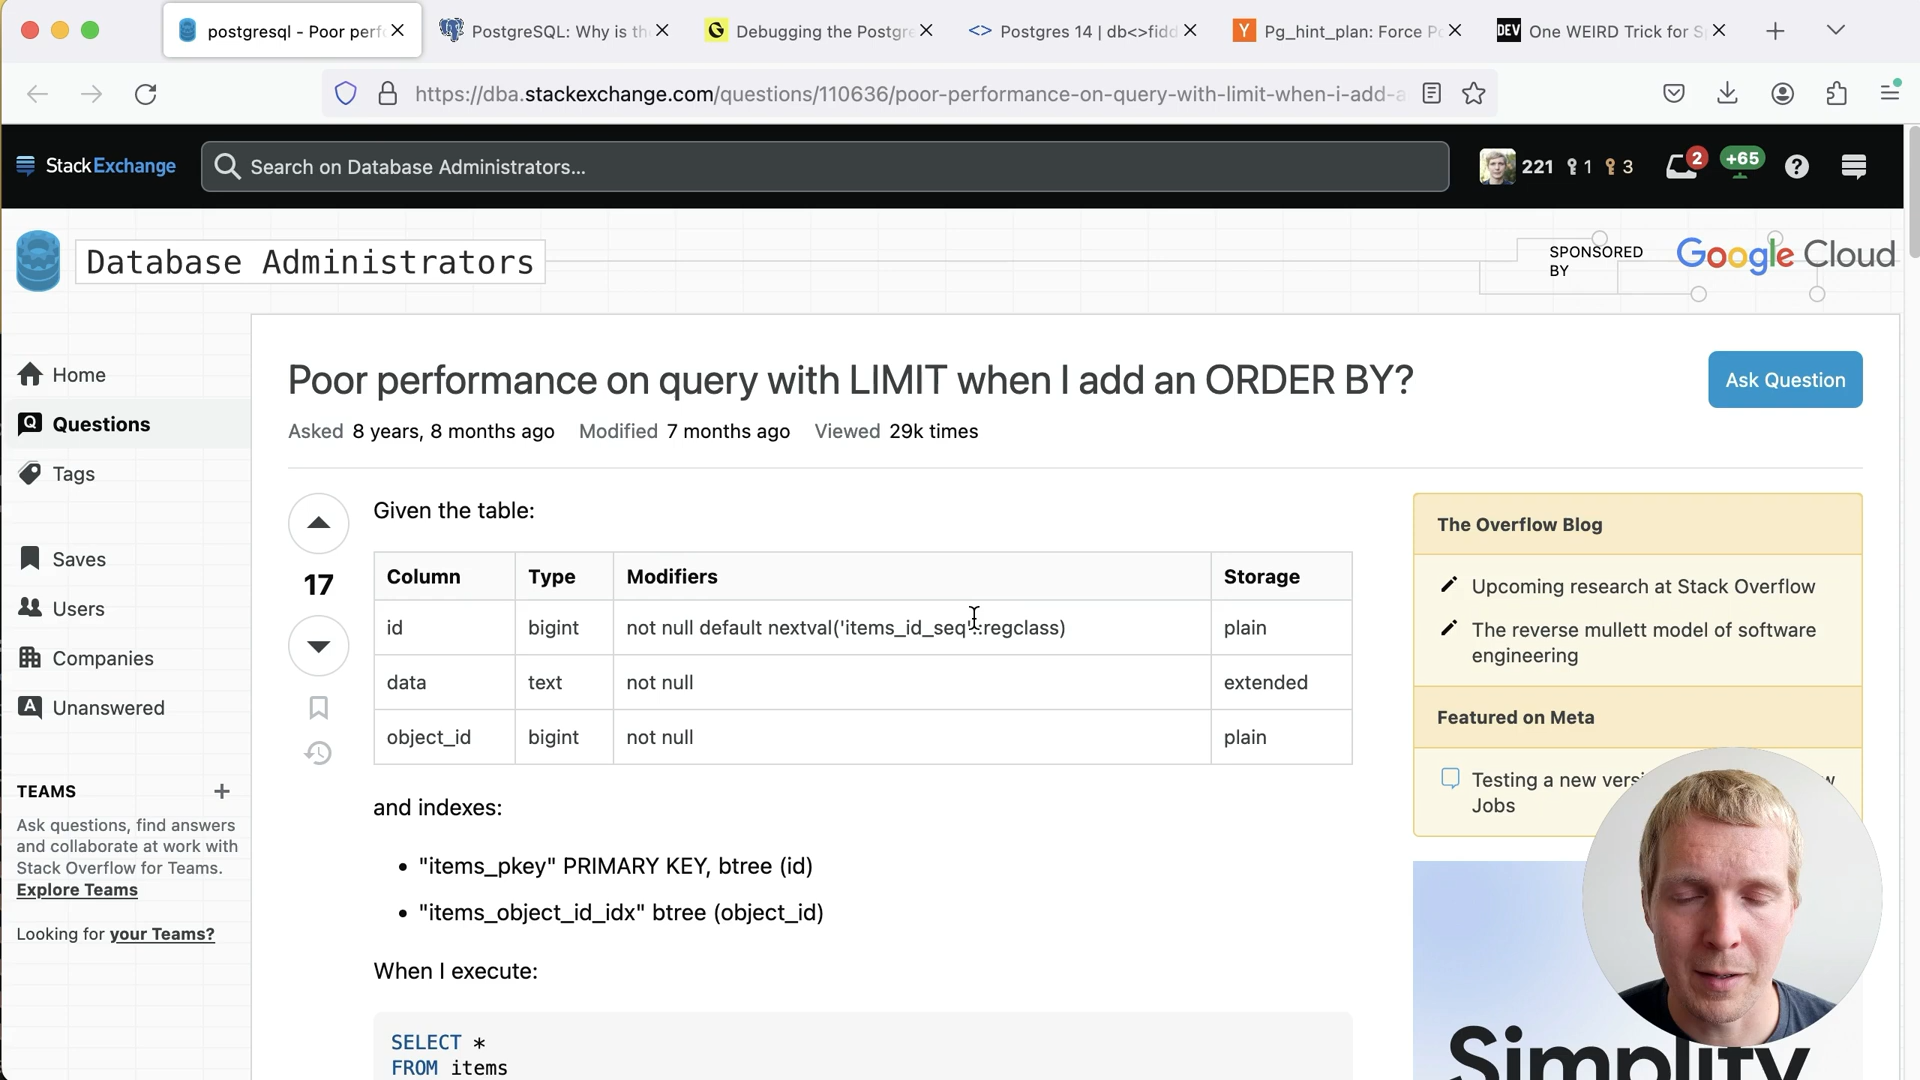 postgresql - Poor perf
PostgreSQL: Why is th
Debugging the Postgre
Postgres 14 | db<>fidd
Pg_hint_plan: Force Po
One WEIRD Trick for S
https://dba.stackexchange.com/questions/110636/poor-performance-on-query-with-limit-when-i-add-a
StackExchange
Search on Database Administrators...
221
1
3
2
+65
Database Administrators
SPONSORED
BY
Google Cloud
Home
Questions
Tags
Saves
Users
Companies
Unanswered
TEAMS
Ask questions, find answers
and collaborate at work with
Stack Overflow for Teams.
Explore Teams
Looking for your Teams?
Poor performance on query with LIMIT when I add an ORDER BY?
Ask Question
Asked 8 years, 8 months ago Modified 7 months ago Viewed 29k times
17
Given the table:
Column Type Modifiers Storage
id bigint not null default nextval('items_id_seq'::regclass) plain
data text not null extended
object_id bigint not null plain
and indexes:
• "items_pkey" PRIMARY KEY, btree (id)
• "items_object_id_idx" btree (object_id)
When I execute:
SELECT *
FROM items
The Overflow Blog
Upcoming research at Stack Overflow
The reverse mullett model of software
engineering
Featured on Meta
Testing a new
Jobs
Simplify